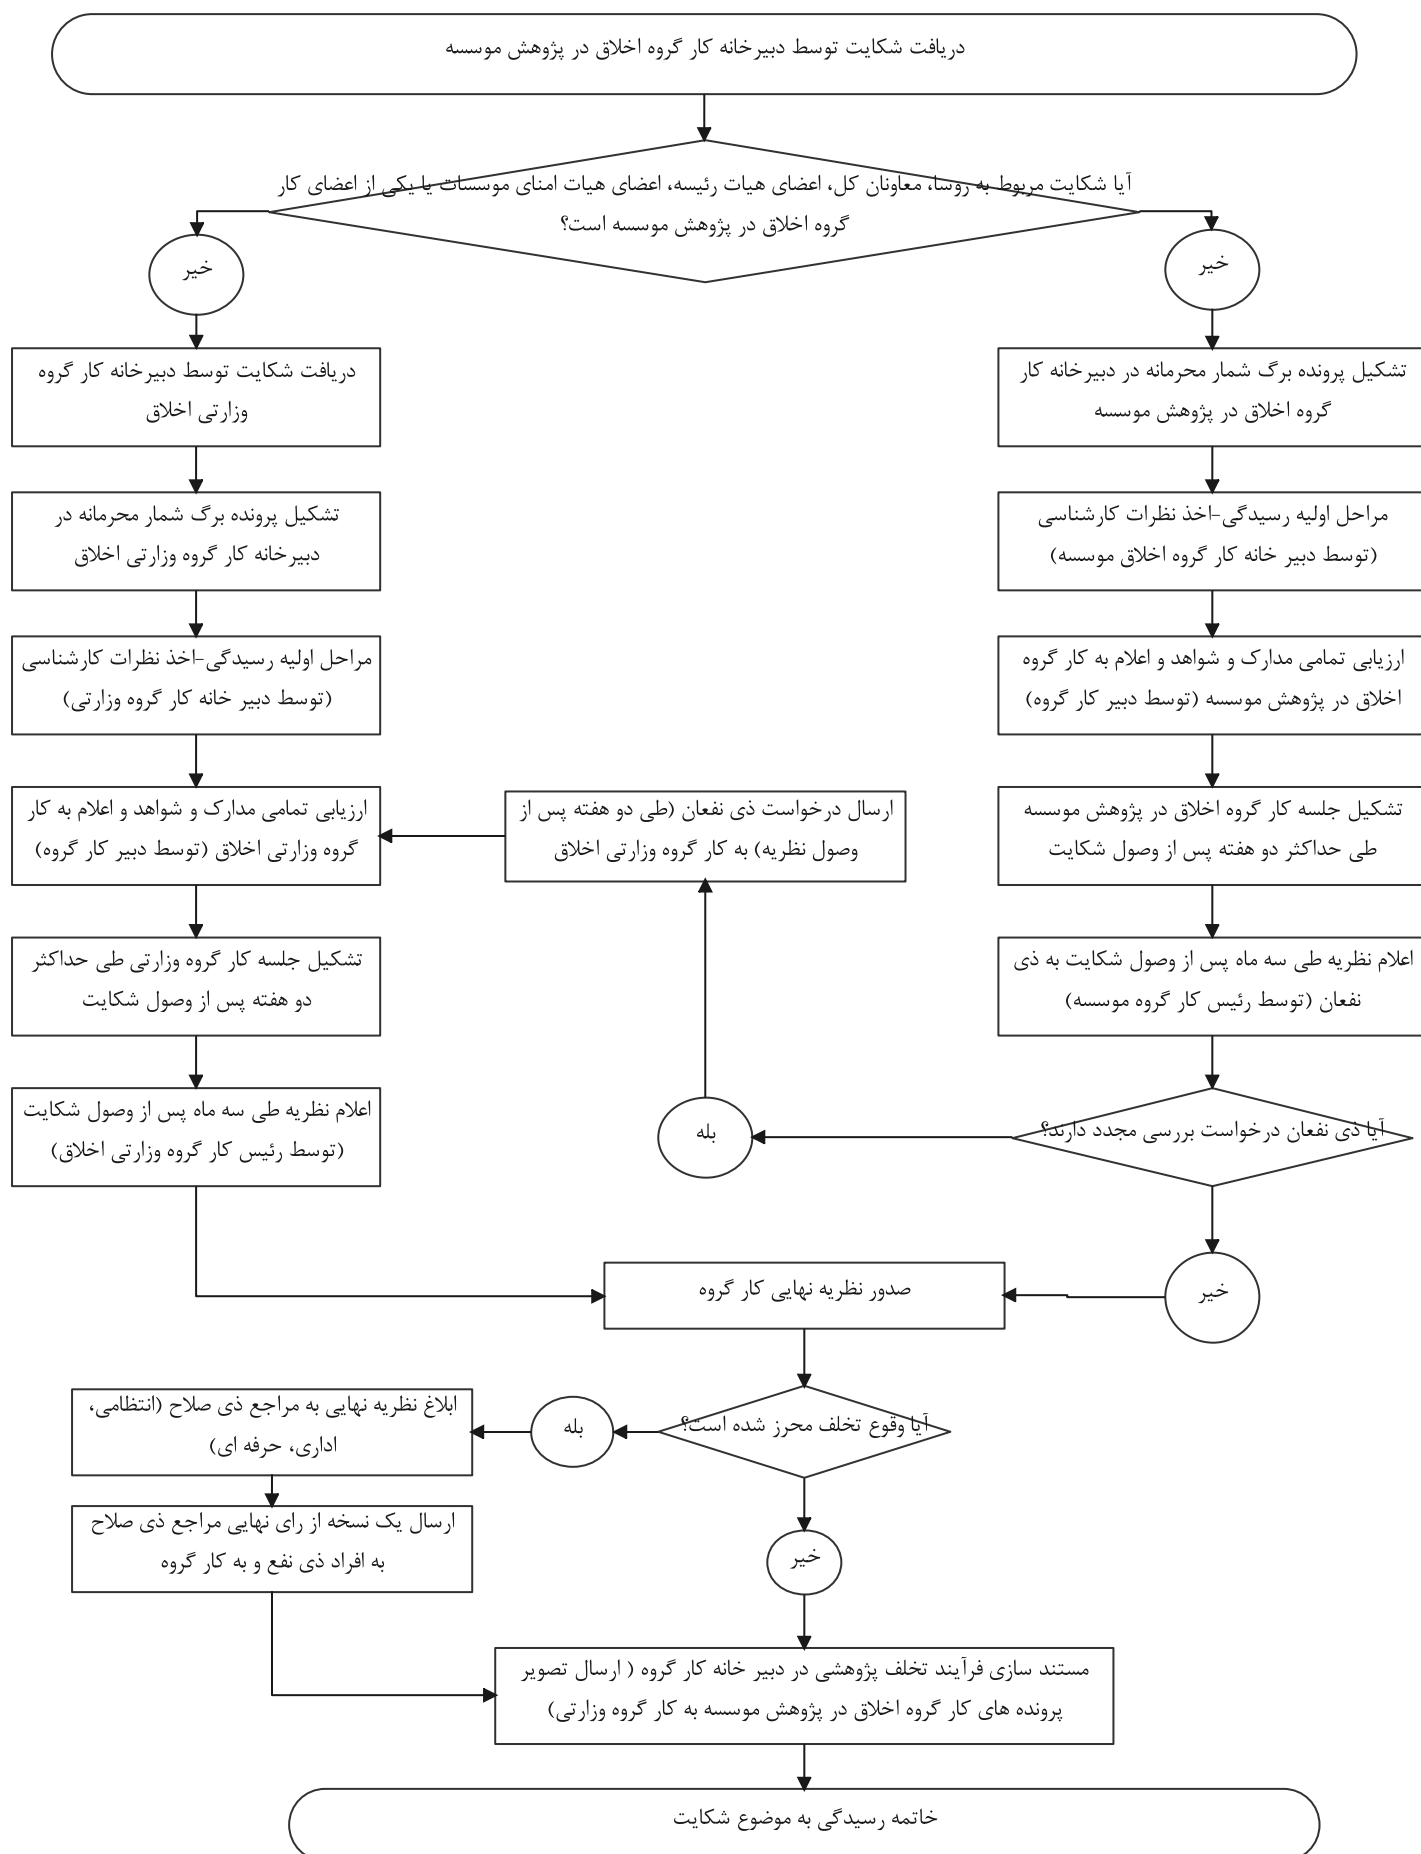 دریافت شکایت توسط دبیرخانه کار گروه اخلاق در پژوهش موسسه
آیا شکایت مربوط به روسا، معاونان کل، اعضای هیات رئیسه، اعضای هیات امنای موسسات یا یکی از اعضای کار
گروه اخلاق در پژوهش موسسه است؟
خیر
تشکیل پرونده برگ شمار محرمانه در دبیرخانه کار
گروه اخلاق در پژوهش موسسه
مراحل اولیه رسیدگی-اخذ نظرات کارشناسی
(توسط دبیر خانه کار گروه اخلاق موسسه)
ارزیابی تمامی مدارک و شواهد و اعلام به کار گروه
اخلاق در پژوهش موسسه (توسط دبیر کار گروه)
تشکیل جلسه کار گروه اخلاق در پژوهش موسسه
طی حداکثر دو هفته پس از وصول شکایت
اعلام نظریه طی سه ماه پس از وصول شکایت به ذی
نفعان (توسط رئیس کار گروه موسسه)
آیا ذی نفعان درخواست بررسی مجدد دارند؟
خیر
بله
ارسال درخواست ذی نفعان (طی دو هفته پس از
وصول نظریه) به کار گروه وزارتی اخلاق
خیر
دریافت شکایت توسط دبیرخانه کار گروه
وزارتی اخلاق
تشکیل پرونده برگ شمار محرمانه در
دبیرخانه کار گروه وزارتی اخلاق
مراحل اولیه رسیدگی-اخذ نظرات کارشناسی
(توسط دبیر خانه کار گروه وزارتی)
ارزیابی تمامی مدارک و شواهد و اعلام به کار
گروه وزارتی اخلاق (توسط دبیر کار گروه)
تشکیل جلسه کار گروه وزارتی طی حداکثر
دو هفته پس از وصول شکایت
اعلام نظریه طی سه ماه پس از وصول شکایت
(توسط رئیس کار گروه وزارتی اخلاق)
صدور نظریه نهایی کار گروه
آیا وقوع تخلف محرز شده است؟
بله
ابلاغ نظریه نهایی به مراجع ذی صلاح (انتظامی،
اداری، حرفه ای)
ارسال یک نسخه از رای نهایی مراجع ذی صلاح
به افراد ذی نفع و به کار گروه
خیر
مستند سازی فرآیند تخلف پژوهشی در دبیر خانه کار گروه ( ارسال تصویر
پرونده های کار گروه اخلاق در پژوهش موسسه به کار گروه وزارتی)
خاتمه رسیدگی به موضوع شکایت